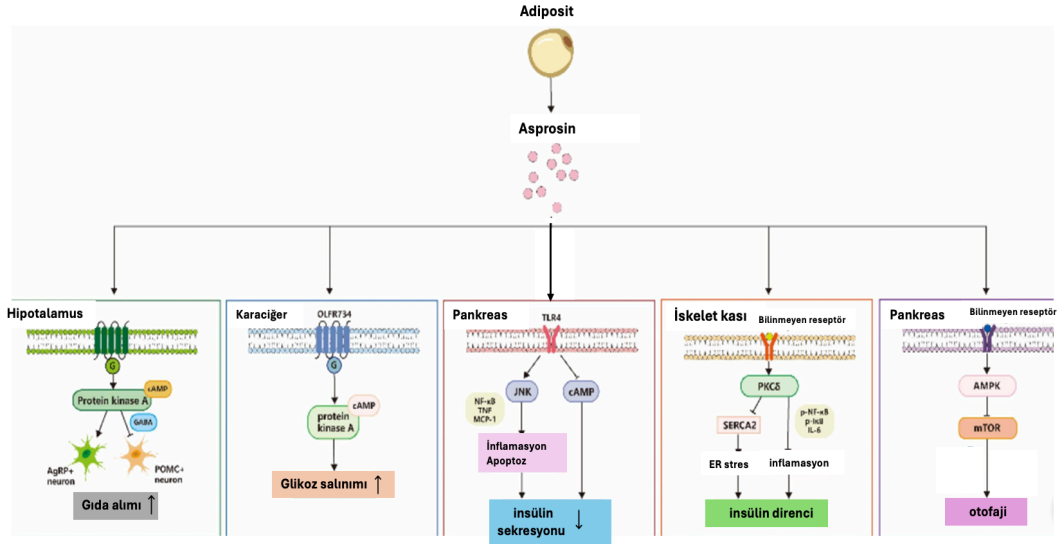 Adiposit
Asprosin
Hipotalamus
G
cAMP
Protein kinase A
GABA
AgRP+
neuron
POMC+
neuron
Gıda alımı ↑
Karaciğer
OLFR734
G
cAMP
protein
kinase A
Glikoz salınımı ↑
Pankreas
TLR4
NF-κB
TNF
MCP-1
JNK
cAMP
İnflamasyon
Apoptoz
insülin
sekresyonu ↓
İskelet kası
Bilinmeyen reseptör
PKCδ
SERCA2
p-NF-κB
p-IκB
IL-6
ER stres
inflamasyon
insülin direnci
Pankreas
Bilinmeyen reseptör
AMPK
mTOR
otofaji